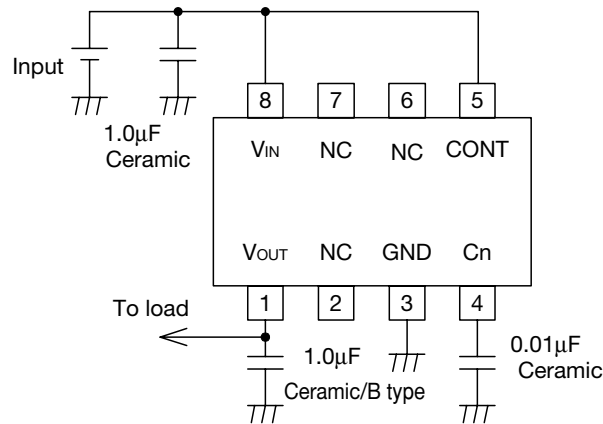 Input
1.0μF
Ceramic
8 7 6 5
VIN NC NC CONT
VOUT NC GND Cn
1 2 3 4
To load
1.0μF
Ceramic/B type
0.01μF
Ceramic